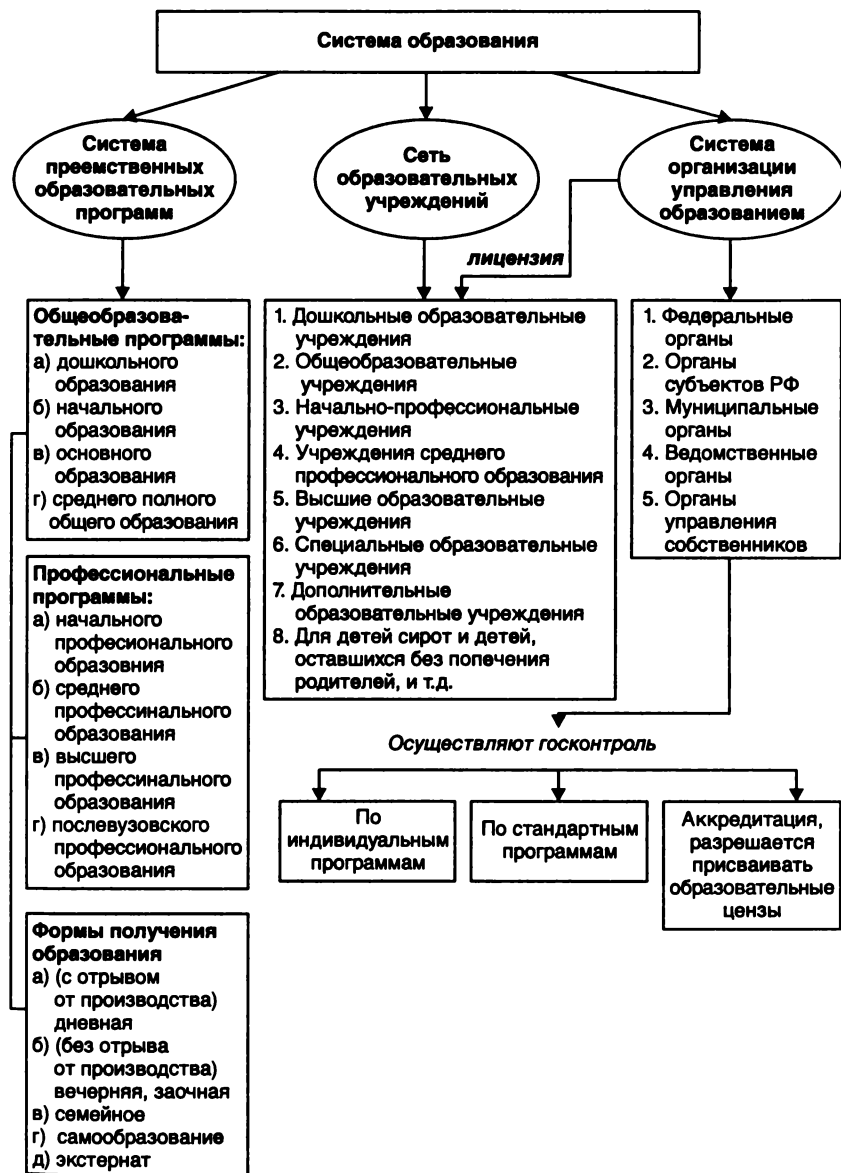 Система образования
Система
преемственных
образовательных
программ
Сеть
образовательных
учреждений
Система
организации
управления
образованием
лицензия
Общеобразова-
тельные программы:
а) дошкольного
образования
б) начального
образования
в) основного
образования
г) среднего полного
общего образования
Профессиональные
программы:
а) начального
професионального
образовния
б) среднего
профессинального
образования
в) высшего
профессинального
образования
г) послевузовского
профессионального
образования
Формы получения
образования
а) (с отрывом
от производства)
дневная
б) (без отрыва
от производства)
вечерняя, заочная
в) семейное
г) самообразование
д) экстернат
1. Дошкольные образовательные
учреждения
2. Общеобразовательные
учреждения
3. Начально-профессиональные
учреждения
4. Учреждения среднего
профессионального образования
5. Высшие образовательные
учреждения
6. Специальные образовательные
учреждения
7. Дополнительные
образовательные учреждения
8. Для детей сирот и детей,
оставшихся без попечения
родителей, и т.д.
1. Федеральные
органы
2. Органы
субъектов РФ
3. Муниципальные
органы
4. Ведомственные
органы
5. Органы
управления
собственников
Осуществляют госконтроль
По
индивидуальным
программам
По стандартным
программам
Аккредитация,
разрешается
присваивать
образовательные
цензы